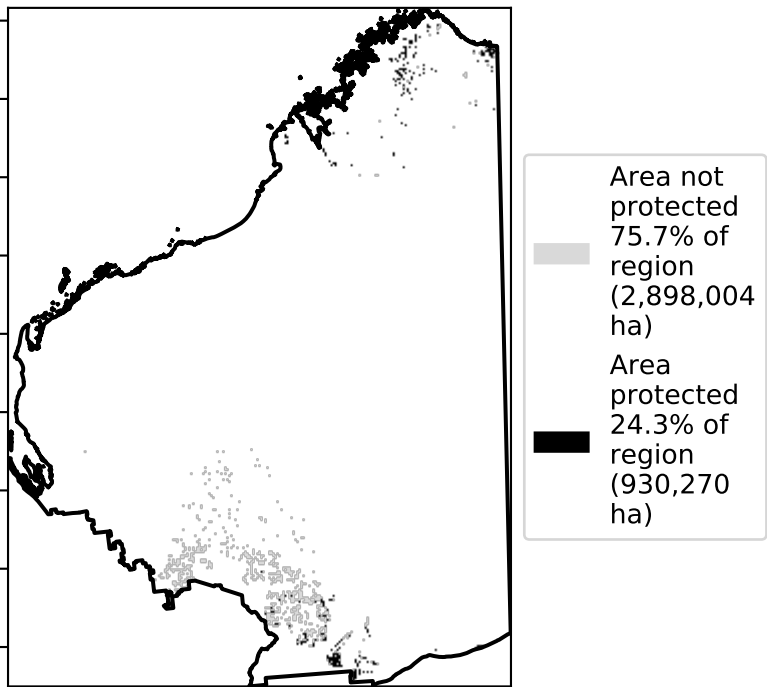 Area not
protected
75.7% of
region
(2,898,004
ha)
Area
protected
24.3% of
region
(930,270
ha)